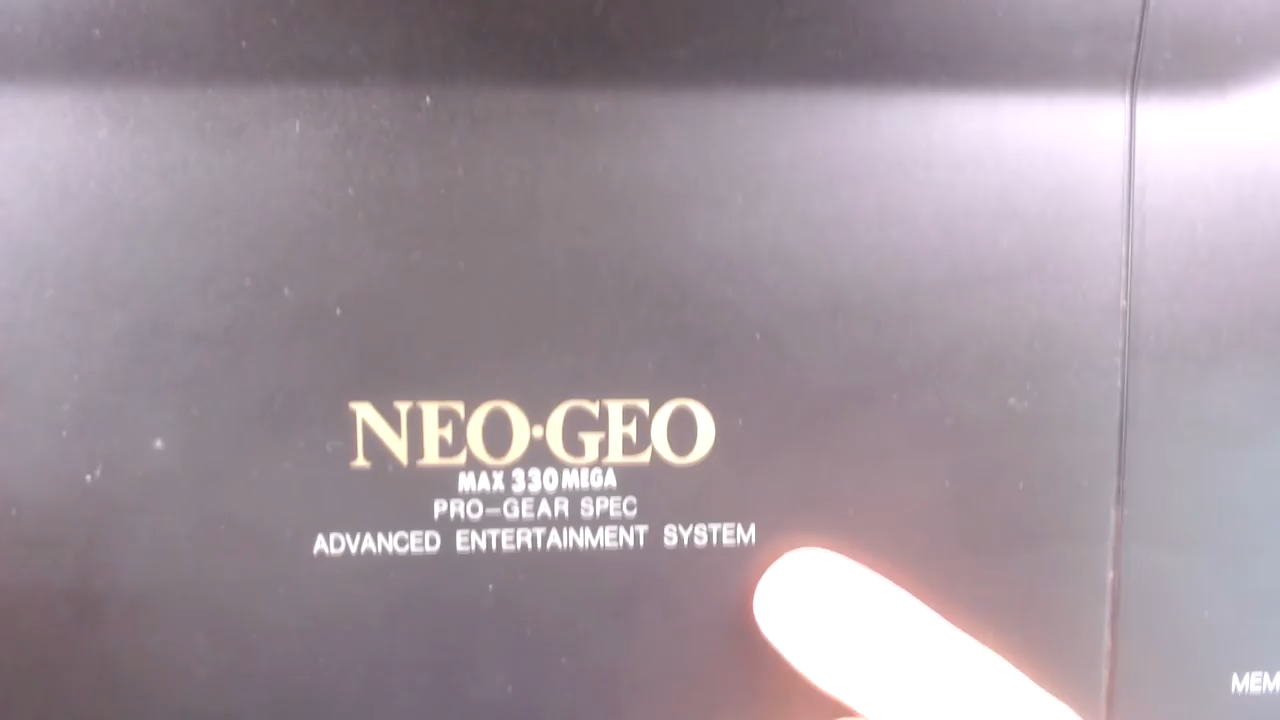 NEO·GEO
MAX 330 MEGA
PRO-GEAR SPEC
ADVANCED ENTERTAINMENT SYSTEM